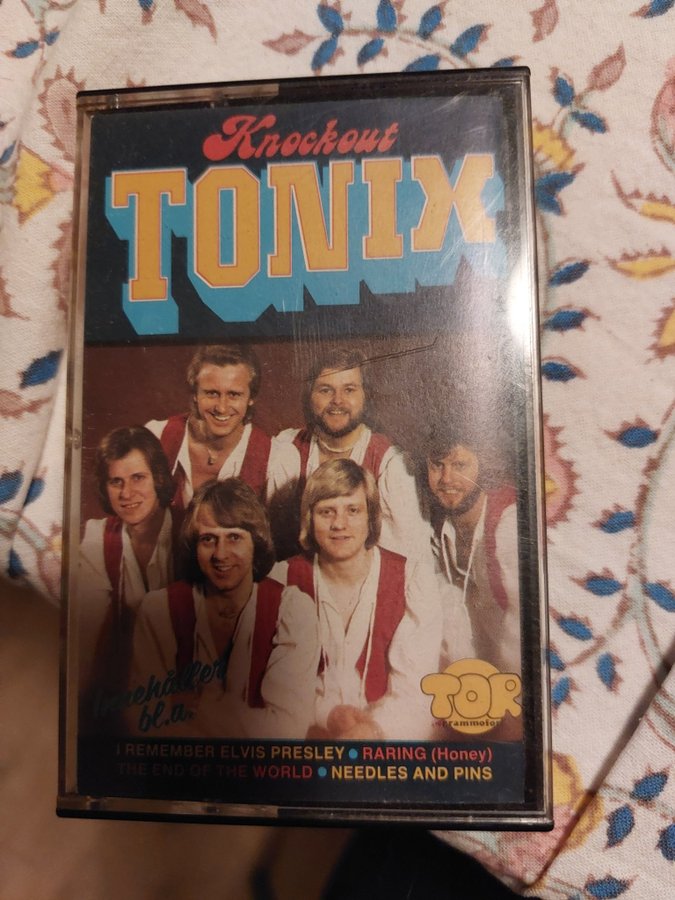 Knockout
TONIX
Innehåller
bl.a.
TOR
grammofon
I REMEMBER ELVIS PRESLEY • RARING (Honey)
THE END OF THE WORLD • NEEDLES AND PINS